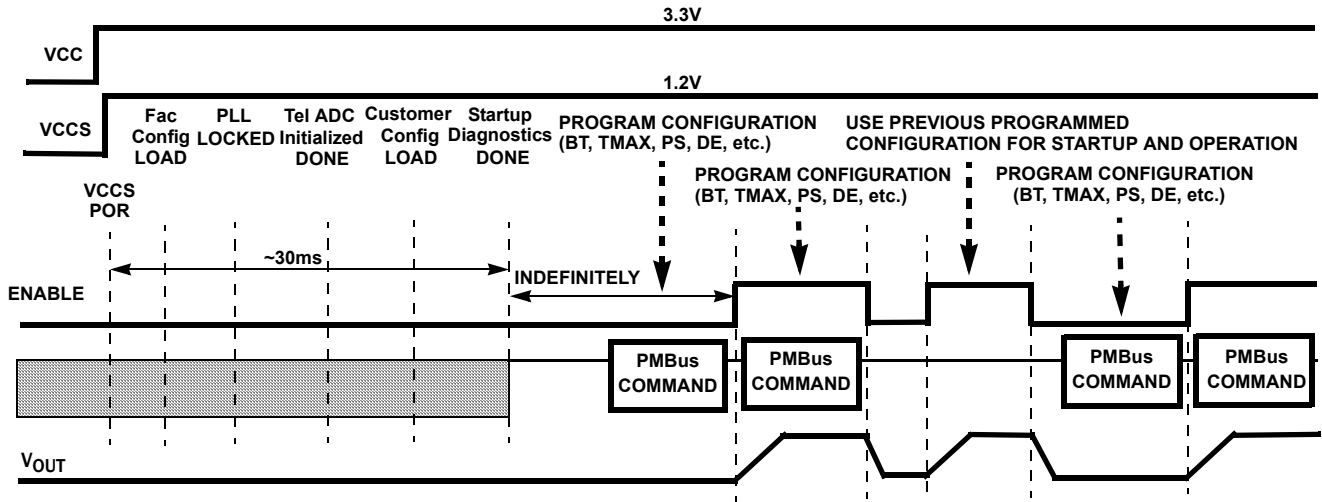 3.3V
VCC
1.2V
VCCS
Fac
Config
LOAD
PLL
LOCKED
Tel ADC
Initialized
DONE
Customer
Config
LOAD
Startup
Diagnostics
DONE
PROGRAM CONFIGURATION
(BT, TMAX, PS, DE, etc.)
USE PREVIOUS PROGRAMMED
CONFIGURATION FOR STARTUP AND OPERATION
PROGRAM CONFIGURATION
(BT, TMAX, PS, DE, etc.)
PROGRAM CONFIGURATION
(BT, TMAX, PS, DE, etc.)
VCCS
POR
~30ms
INDEFINITELY
ENABLE
PMBus
COMMAND
PMBus
COMMAND
PMBus
COMMAND
PMBus
COMMAND
VOUT